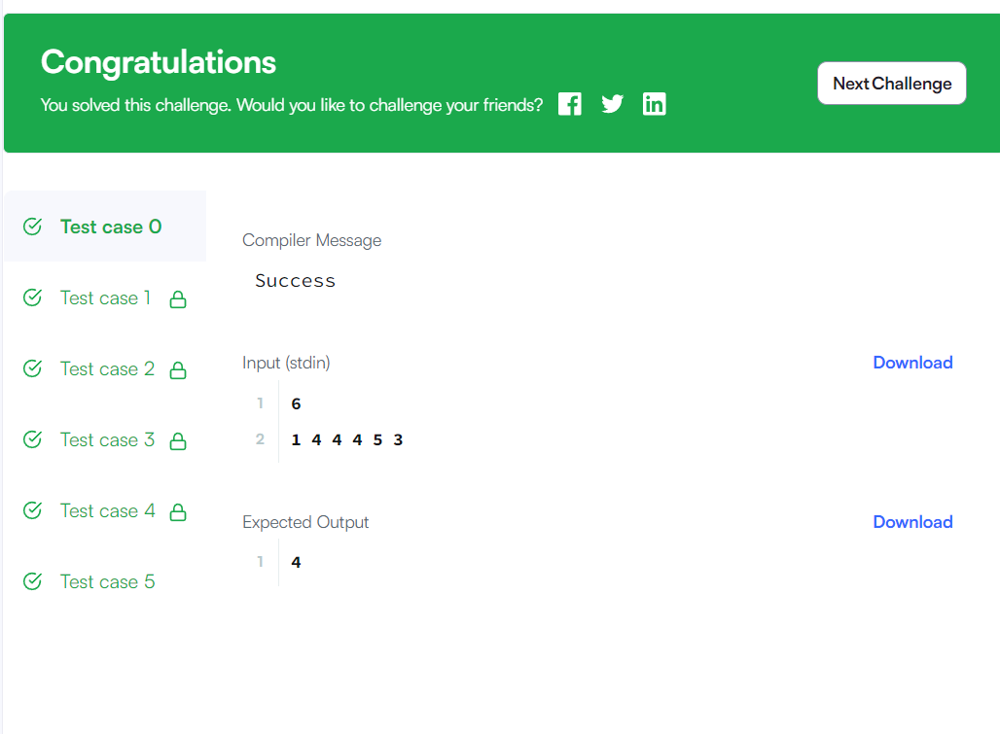 Congratulations
You solved this challenge. Would you like to challenge your friends?
Next Challenge
Test case 0
Test case 1
Test case 2
Test case 3
Test case 4
Test case 5
Compiler Message
Success
Input (stdin)
Download
1 6
2 1 4 4 4 5 3
Expected Output
Download
1 4